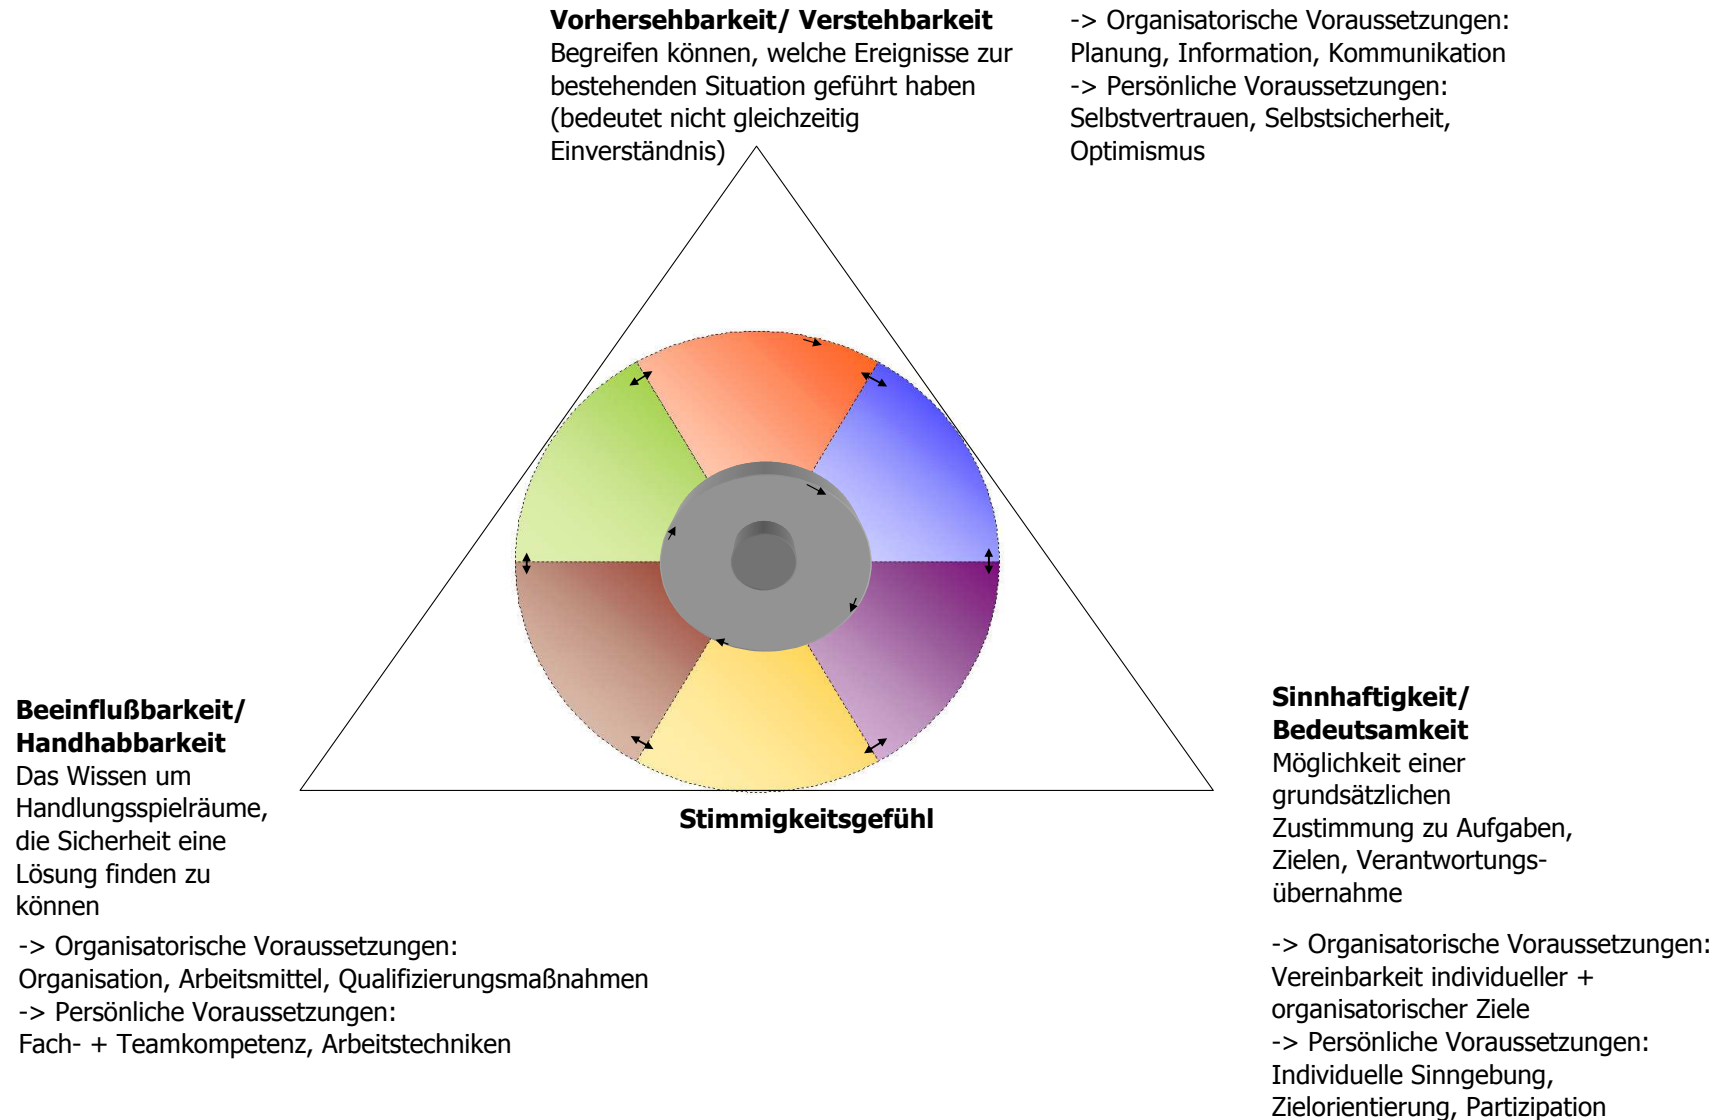 Vorhersehbarkeit/ Verstehbarkeit
Begreifen können, welche Ereignisse zur
bestehenden Situation geführt haben
(bedeutet nicht gleichzeitig
Einverständnis)
-> Organisatorische Voraussetzungen:
Planung, Information, Kommunikation
-> Persönliche Voraussetzungen:
Selbstvertrauen, Selbstsicherheit,
Optimismus
Beeinflußbarkeit/
Handhabbarkeit
Das Wissen um
Handlungsspielräume,
die Sicherheit eine
Lösung finden zu
können
-> Organisatorische Voraussetzungen:
Organisation, Arbeitsmittel, Qualifizierungsmaßnahmen
-> Persönliche Voraussetzungen:
Fach- + Teamkompetenz, Arbeitstechniken
Stimmigkeitsgefühl
Sinnhaftigkeit/
Bedeutsamkeit
Möglichkeit einer
grundsätzlichen
Zustimmung zu Aufgaben,
Zielen, Verantwortungs-
übernahme
-> Organisatorische Voraussetzungen:
Vereinbarkeit individueller +
organisatorischer Ziele
-> Persönliche Voraussetzungen:
Individuelle Sinngebung,
Zielorientierung, Partizipation